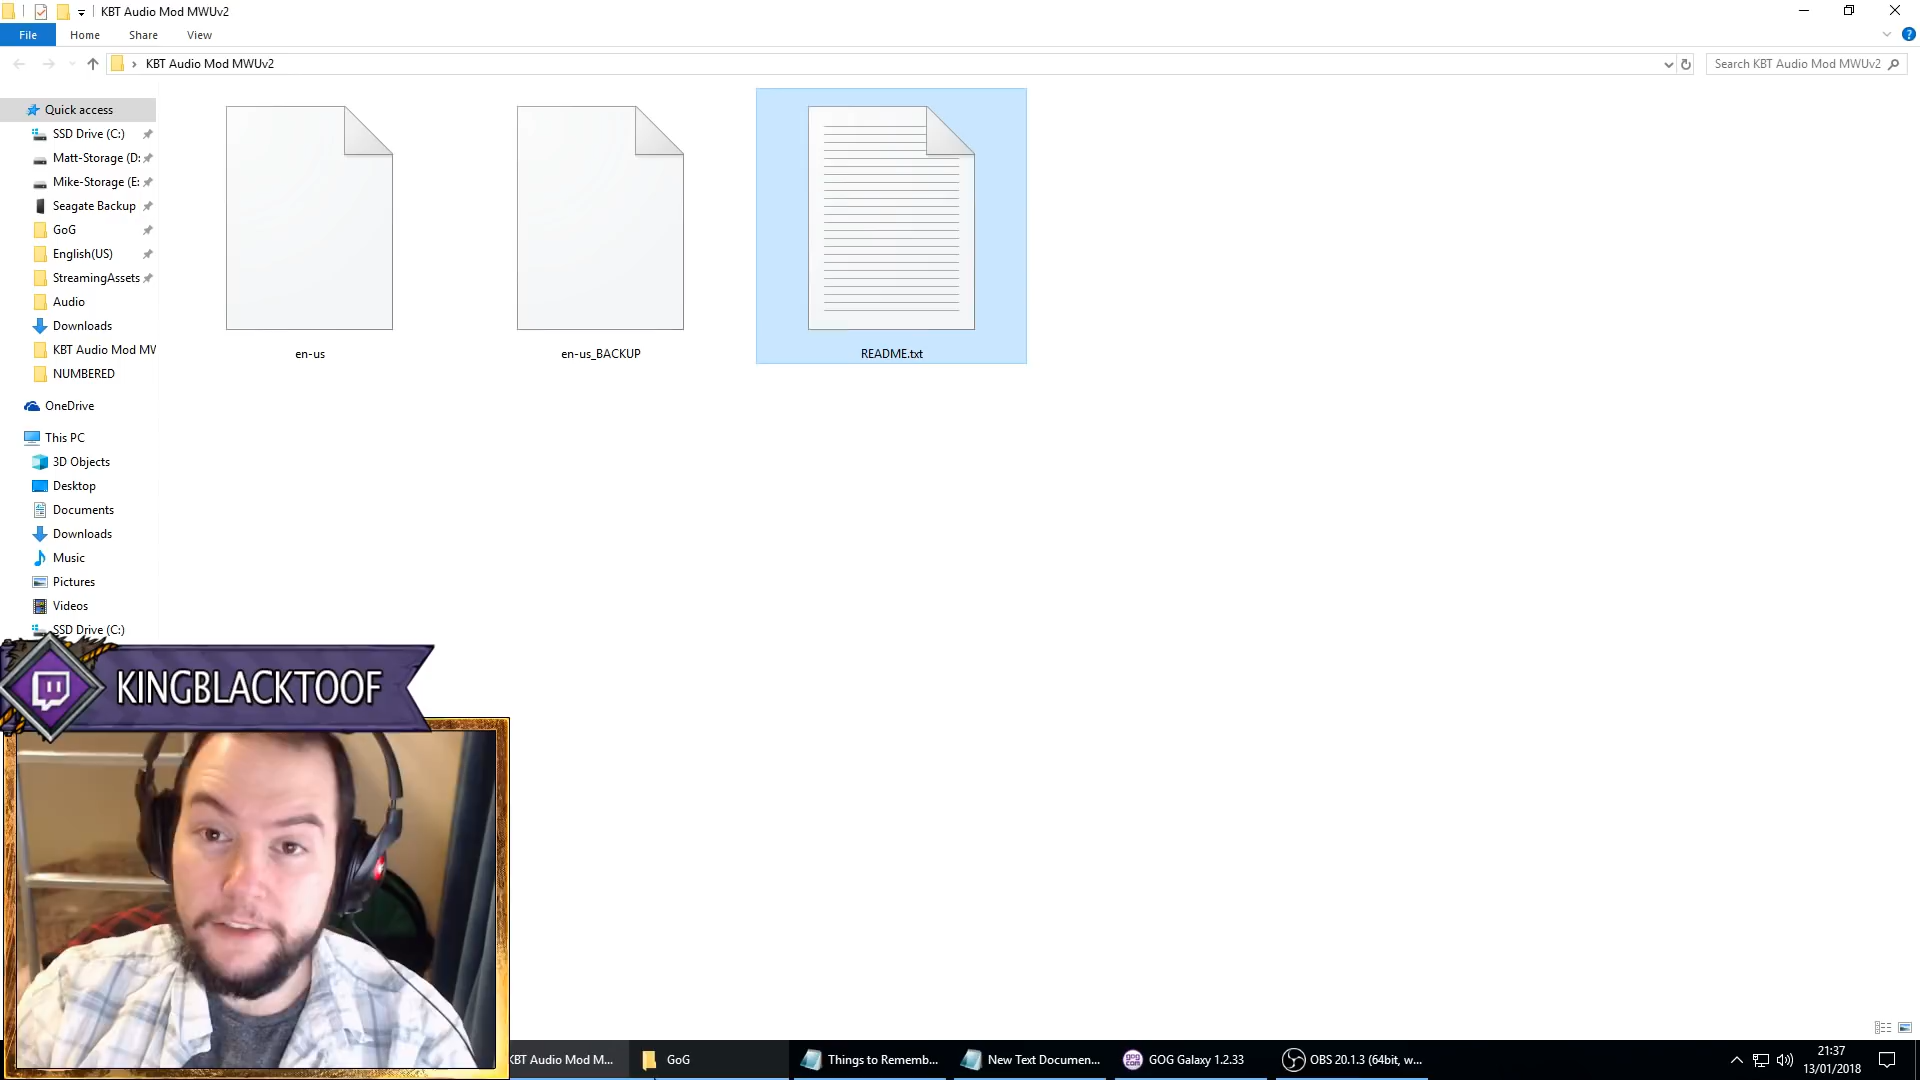 KBT Audio Mod MWUv2
File
Home
Share
View
KBT Audio Mod MWUv2
Search KBT Audio Mod MWUv2
Quick access
SSD Drive (C:)
Matt-Storage (D:
Mike-Storage (E:
Seagate Backup
GoG
English(US)
StreamingAssets
Audio
Downloads
KBT Audio Mod MW
NUMBERED
OneDrive
This PC
3D Objects
Desktop
Documents
Downloads
Music
Pictures
Videos
SSD Drive (C:)
en-us
en-us_BACKUP
README.txt
KINGBLACKTOOF
KBT Audio Mod M...
GoG
Things to Rememb...
New Text Documen...
GOG Galaxy 1.2.33
OBS 20.1.3 (64bit, w...
21:37
13/01/2018